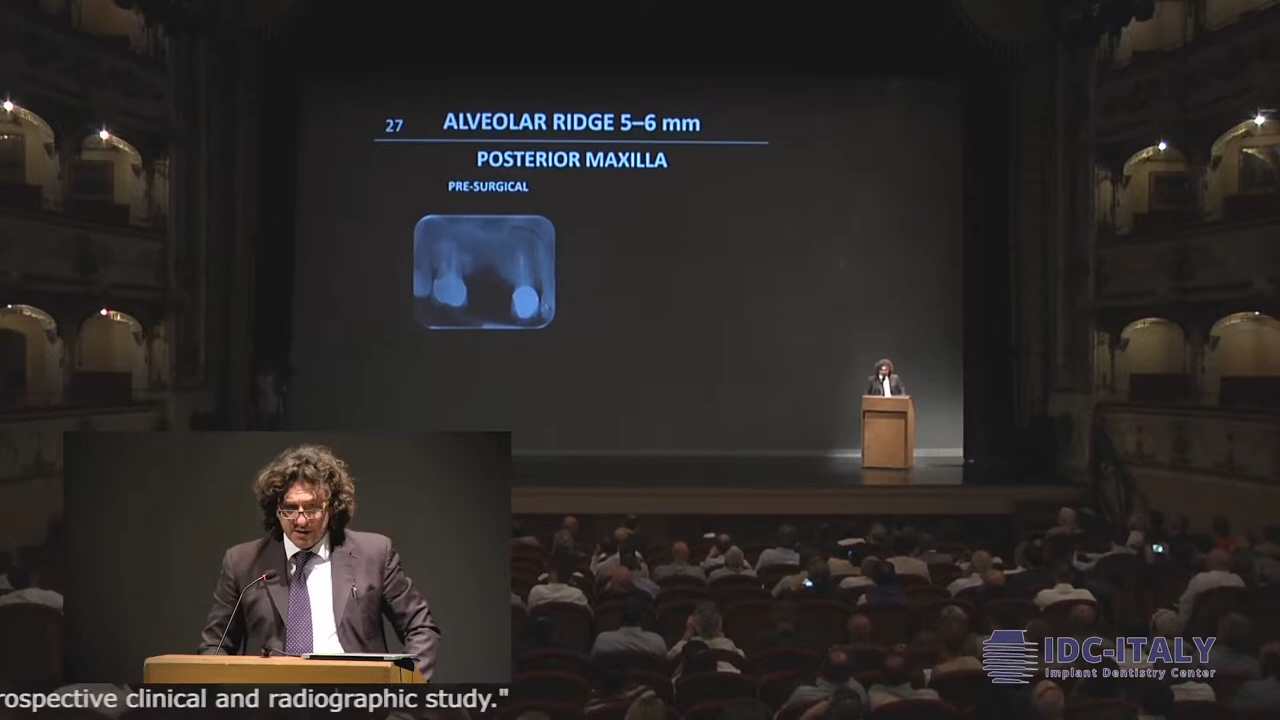 27
ALVEOLAR RIDGE 5–6 mm
POSTERIOR MAXILLA
PRE-SURGICAL
IDC-ITALY
Implant Dentistry Center
rospective clinical and radiographic study."